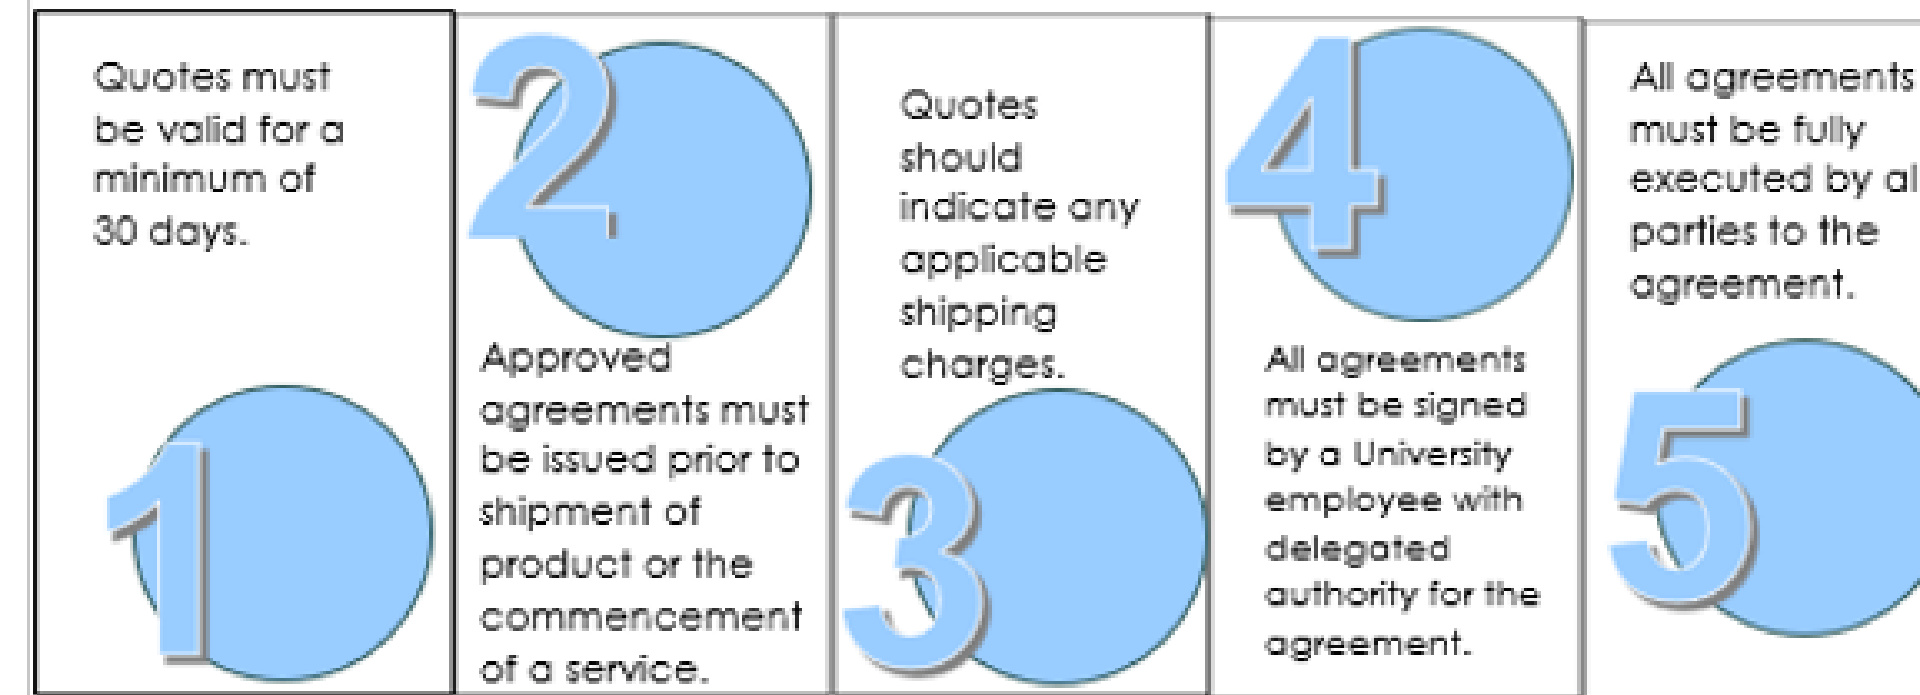 Quotes must
be valid for a
minimum of
30 days.
1
2
Approved
agreements must
be issued prior to
shipment of
product or the
commencement
of a service.
Quotes
should
indicate any
applicable
shipping
charges.
3
4
All agreements
must be signed
by a University
employee with
delegated
authority for the
agreement.
All agreements
must be fully
executed by al
parties to the
agreement.
5